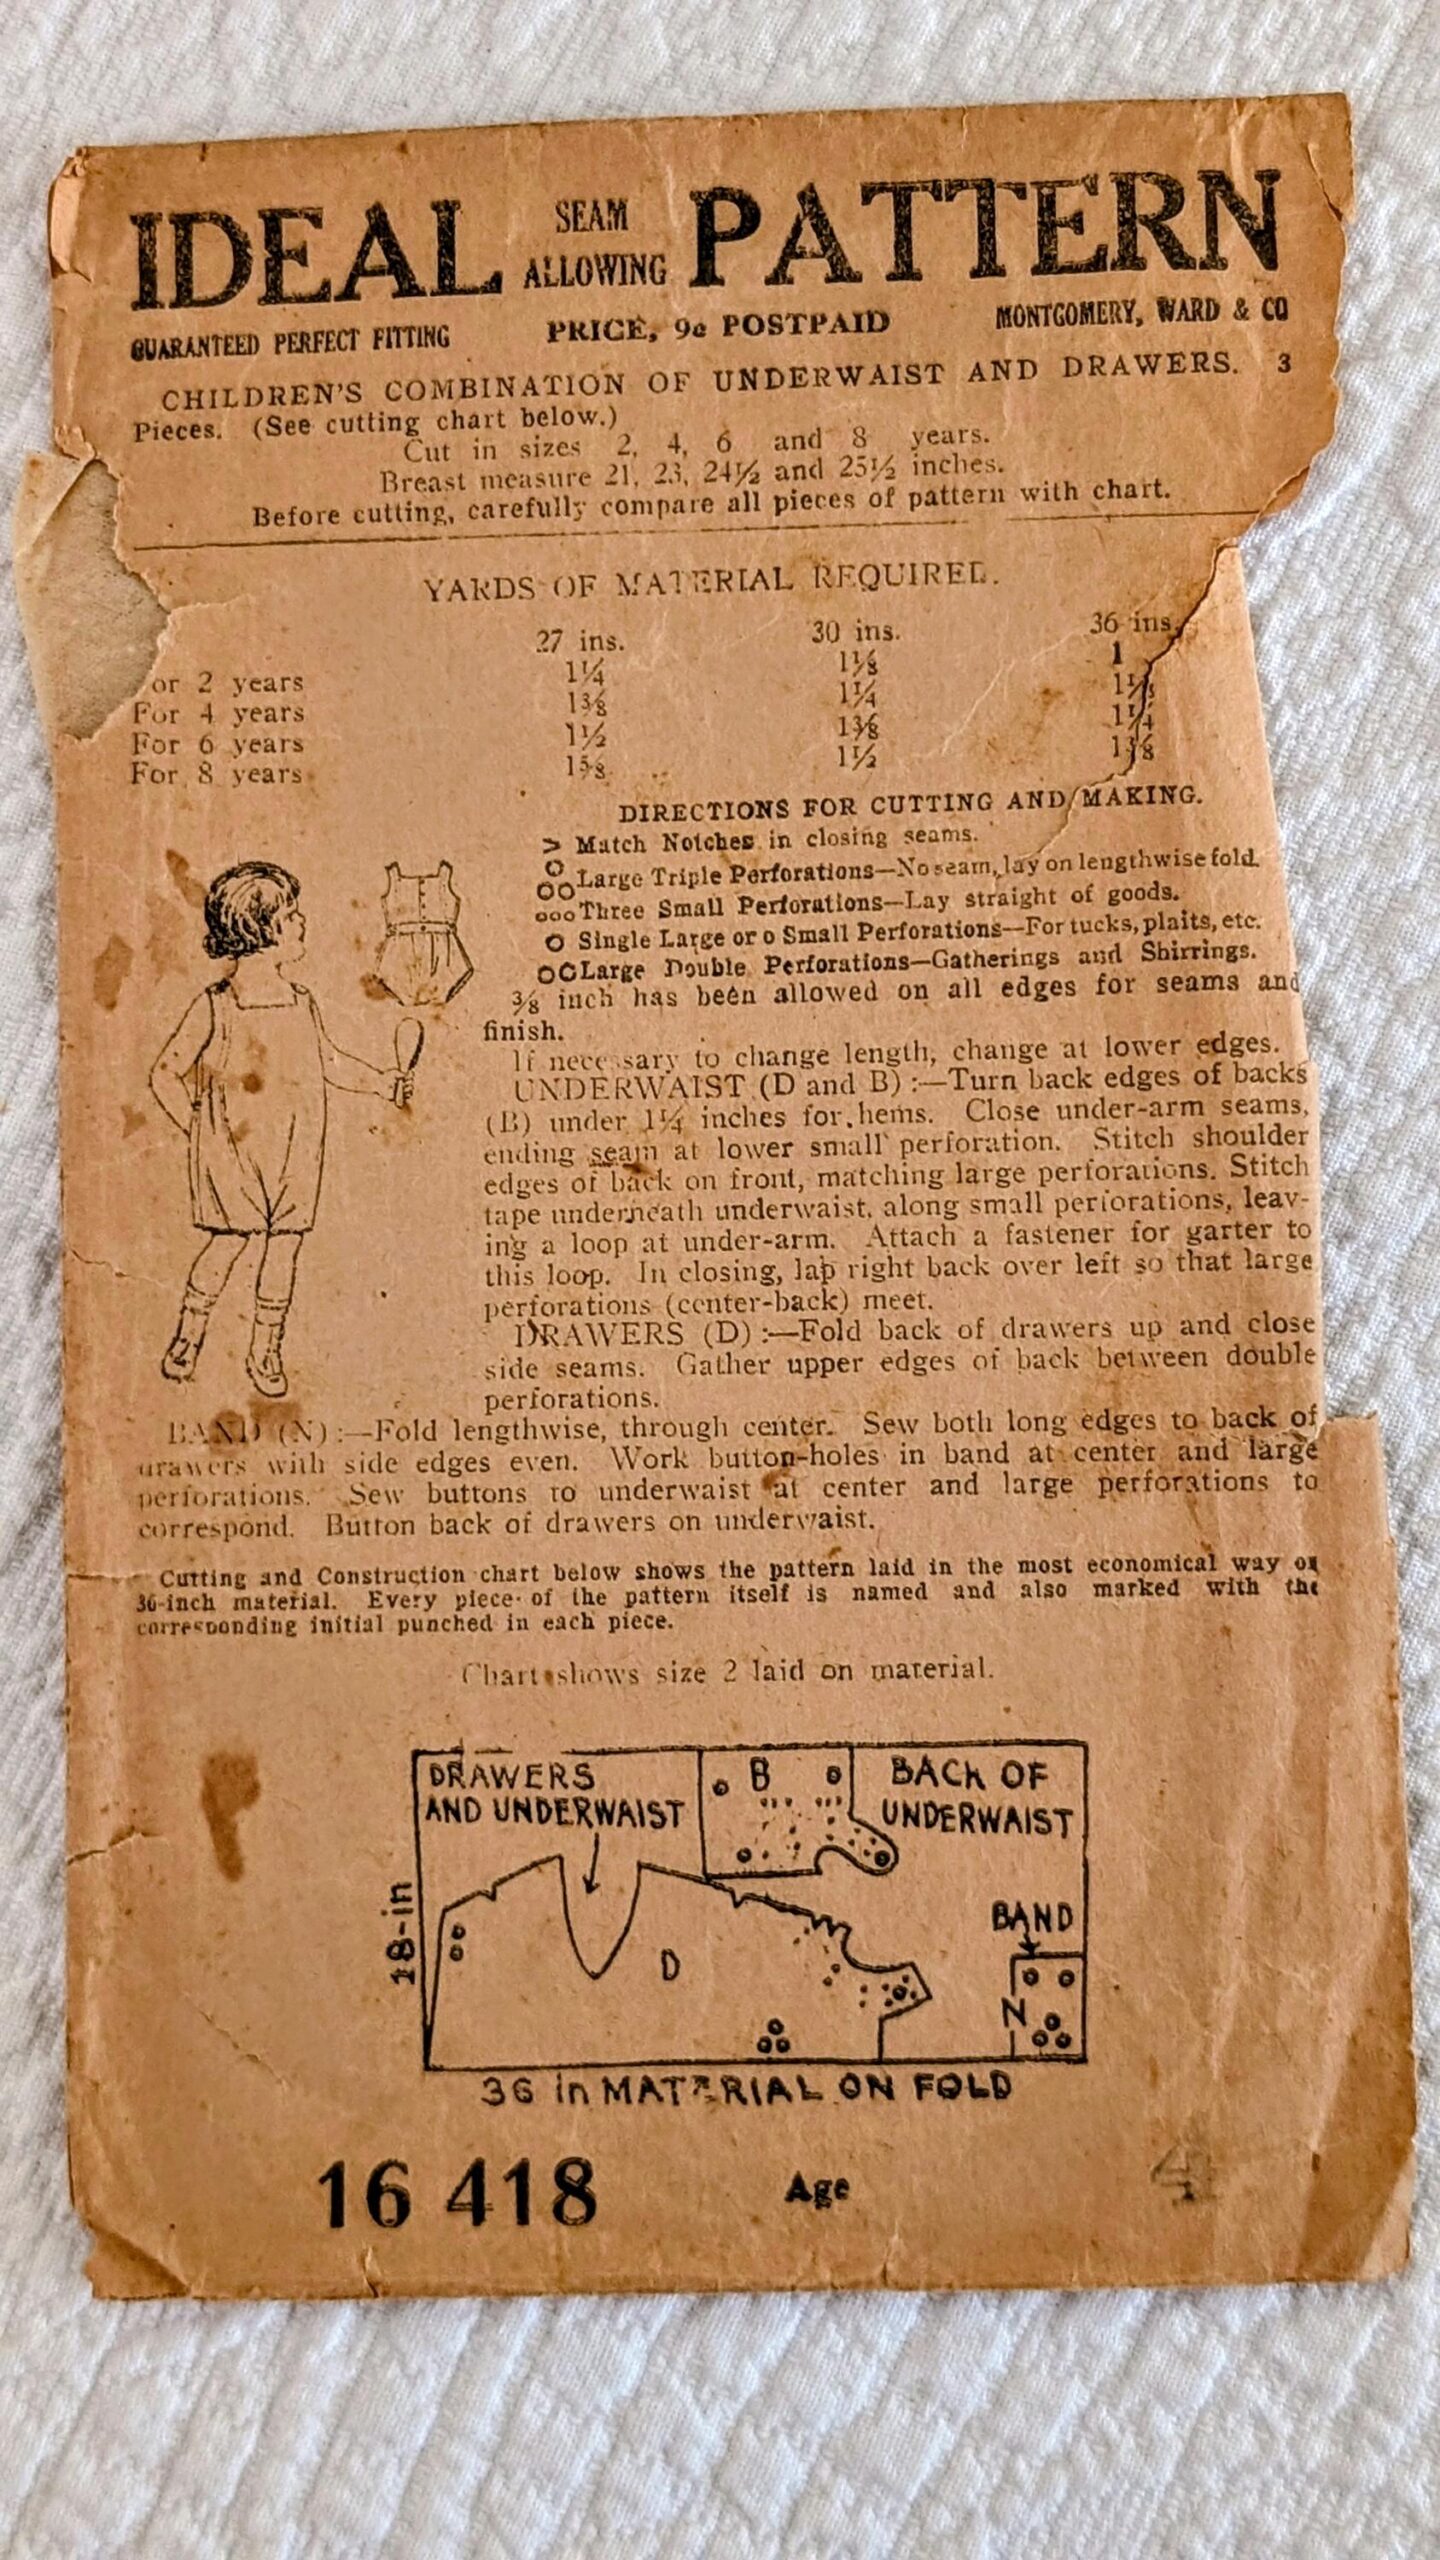 IDEAL SEAM ALLOWING PATTERN
GUARANTEED PERFECT FITTING PRICE, 9c POSTPAID MONTGOMERY, WARD & CO
CHILDREN'S COMBINATION OF UNDERWAIST AND DRAWERS. 3
Pieces. (See cutting chart below.)
Cut in sizes 2, 4, 6 and 8 years.
Breast measure 21, 23, 24½ and 25½ inches.
Before cutting, carefully compare all pieces of pattern with chart.
YARDS OF MATERIAL REQUIRED.
27 ins. 30 ins. 36 ins.
or 2 years 1¼ 1⅛ 1
For 4 years 1⅜ 1¼ 1⅛
For 6 years 1½ 1⅜ 1¼
For 8 years 1⅝ 1½ 1⅜
DIRECTIONS FOR CUTTING AND MAKING.
> Match Notches in closing seams.
Large Triple Perforations—No seam, lay on lengthwise fold.
oooThree Small Perforations—Lay straight of goods.
O Single Large or o Small Perforations—For tucks, plaits, etc.
OOLarge Double Perforations—Gatherings and Shirrings.
⅜ inch has been allowed on all edges for seams and
finish.
If necessary to change length, change at lower edges.
UNDERWAIST (D and B) :—Turn back edges of backs
(B) under 1¼ inches for hems. Close under-arm seams,
ending seam at lower small perforation. Stitch shoulder
edges of back on front, matching large perforations. Stitch
tape underneath underwaist, along small perforations, leav-
ing a loop at under-arm. Attach a fastener for garter to
this loop. In closing, lap right back over left so that large
perforations (center-back) meet.
DRAWERS (D) :—Fold back of drawers up and close
side seams. Gather upper edges of back between double
perforations.
BAND (N) :—Fold lengthwise, through center. Sew both long edges to back of
drawers with side edges even. Work button-holes in band at center and large
perforations. Sew buttons to underwaist at center and large perforations to
correspond. Button back of drawers on underwaist.
Cutting and Construction chart below shows the pattern laid in the most economical way on
36-inch material. Every piece of the pattern itself is named and also marked with the
corresponding initial punched in each piece.
Chart shows size 2 laid on material.
DRAWERS AND UNDERWAIST
B
BACK OF UNDERWAIST
18-in
D
BAND
N
36 in MATERIAL ON FOLD
16 418 Age 4